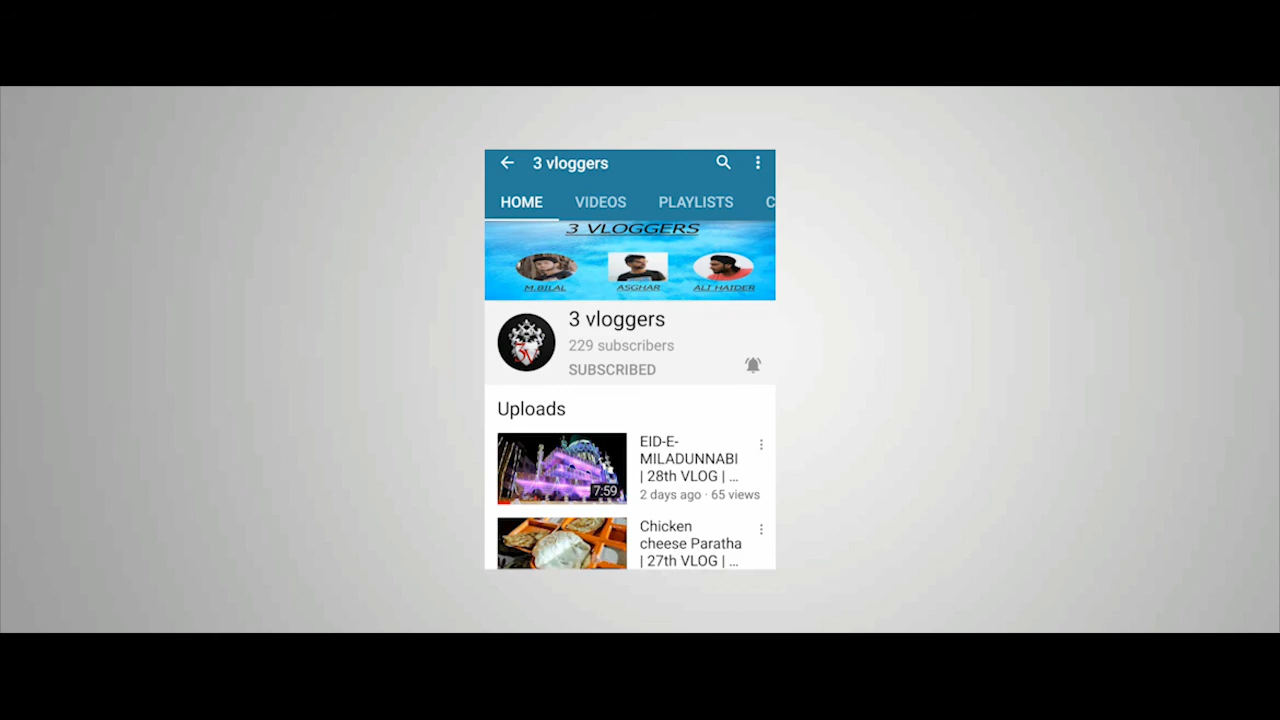 3 vloggers
HOME VIDEOS PLAYLISTS C
3 VLOGGERS
M.BILAL ASGHAR ALI HAIDER
3 vloggers
229 subscribers
SUBSCRIBED
Uploads
EID-E-
MILADUNNABI
| 28th VLOG | ...
2 days ago · 65 views
7:59
Chicken
cheese Paratha
| 27th VLOG | ...
3V